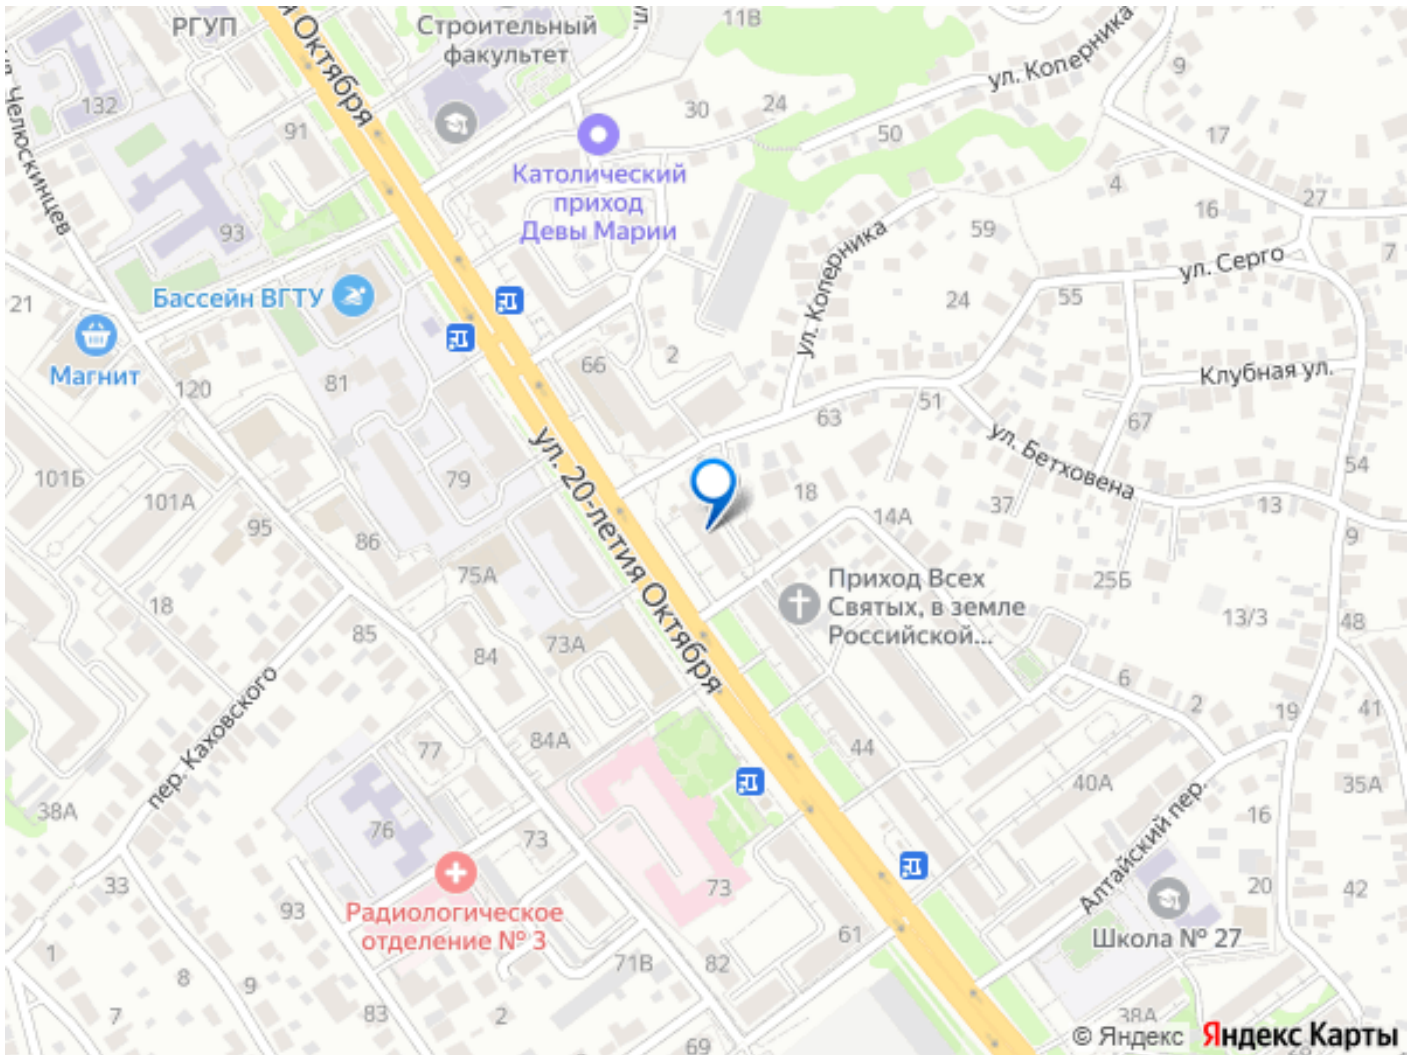 РГУП
Строительный
факультет
11В
ул.
ул. Коперника
9
я Октября
ул. Челюскинцев
132
91
30
24
50
17
Католический
приход
Девы Марии
4
16
27
93
59
7
ул. Коперника
ул. Серго
21
Бассейн ВГТУ
24
55
Магнит
120
81
66
2
Клубная ул.
51
63
67
ул. 20-летия Октября
ул. Бетховена
54
101Б
101А
79
18
37
13
95
86
14А
9
75А
25Б
Приход Всех
Святых, в земле
Российской...
18
85
73А
84
13/3
48
6
2
19
41
пер. Каховского
77
84А
44
40А
35А
38А
76
73
16
Алтайский пер.
33
93
73
20
42
Радиологическое
отделение № 3
61
Школа № 27
1
8
9
71В
82
7
83
2
69
38А
© Яндекс Яндекс Карты